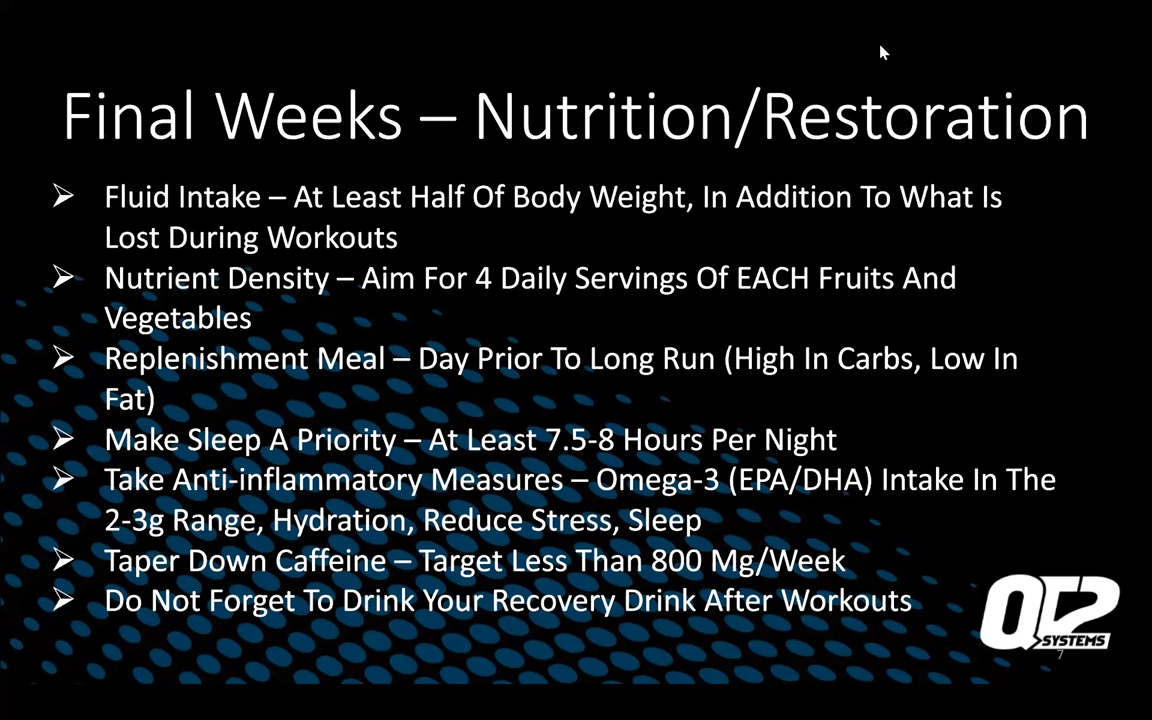 Final Weeks – Nutrition/Restoration
Fluid Intake – At Least Half Of Body Weight, In Addition To What Is
Lost During Workouts
Nutrient Density – Aim For 4 Daily Servings Of EACH Fruits And
Vegetables
Replenishment Meal – Day Prior To Long Run (High In Carbs, Low In
Fat)
Make Sleep A Priority – At Least 7.5-8 Hours Per Night
Take Anti-inflammatory Measures – Omega-3 (EPA/DHA) Intake In The
2-3g Range, Hydration, Reduce Stress, Sleep
Taper Down Caffeine – Target Less Than 800 Mg/Week
Do Not Forget To Drink Your Recovery Drink After Workouts
QT2
SYSTEMS
7